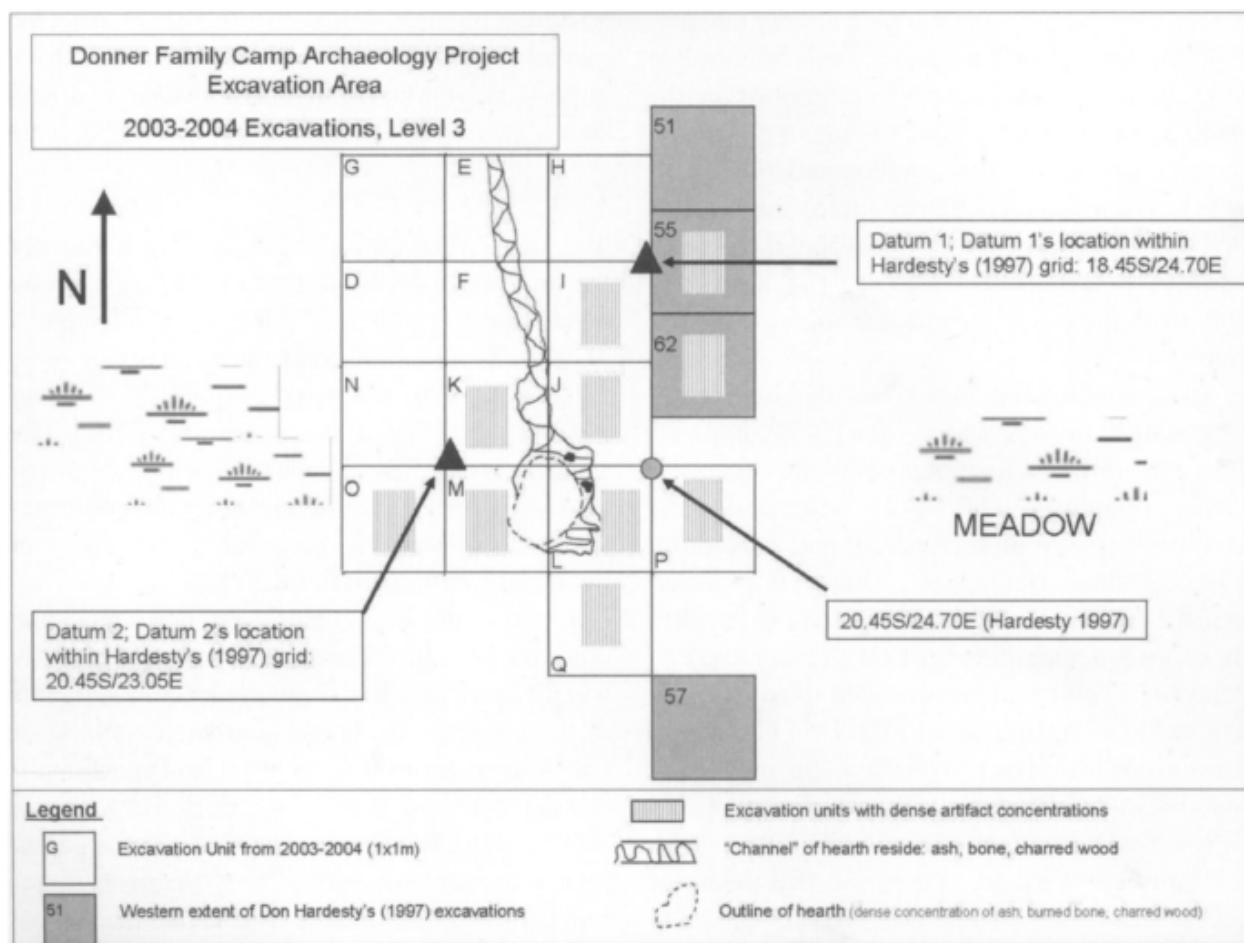 Donner Family Camp Archaeology Project
Excavation Area
2003-2004 Excavations, Level 3
51
G
E
H
55
Datum 1; Datum 1's location within
Hardesty's (1997) grid: 18.45S/24.70E
N
D
F
I
62
N
K
J
O
M
MEADOW
L
P
20.45S/24.70E (Hardesty 1997)
Datum 2; Datum 2's location
within Hardesty's (1997) grid:
20.45S/23.05E
Q
57
Legend
G
Excavation Unit from 2003-2004 (1x1m)
51
Western extent of Don Hardesty's (1997) excavations
Excavation units with dense artifact concentrations
"Channel" of hearth reside: ash, bone, charred wood
Outline of hearth (dense concentration of ash, burned bone, charred wood)